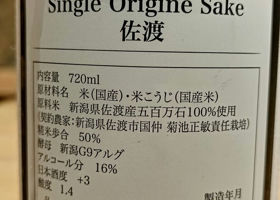 Single Origine Sake
佐渡
内容量 720ml
原材料名 米(国産)・米こうじ(国産米)
原料米 新潟県佐渡産五百万石100%使用
(契約農家:新潟県佐渡市国仲 菊池正敏責任栽培)
精米歩合 50%
酵母 新潟G9アルグ
アルコール分 16%
日本酒度 +3
酸度 1.4
製造年月